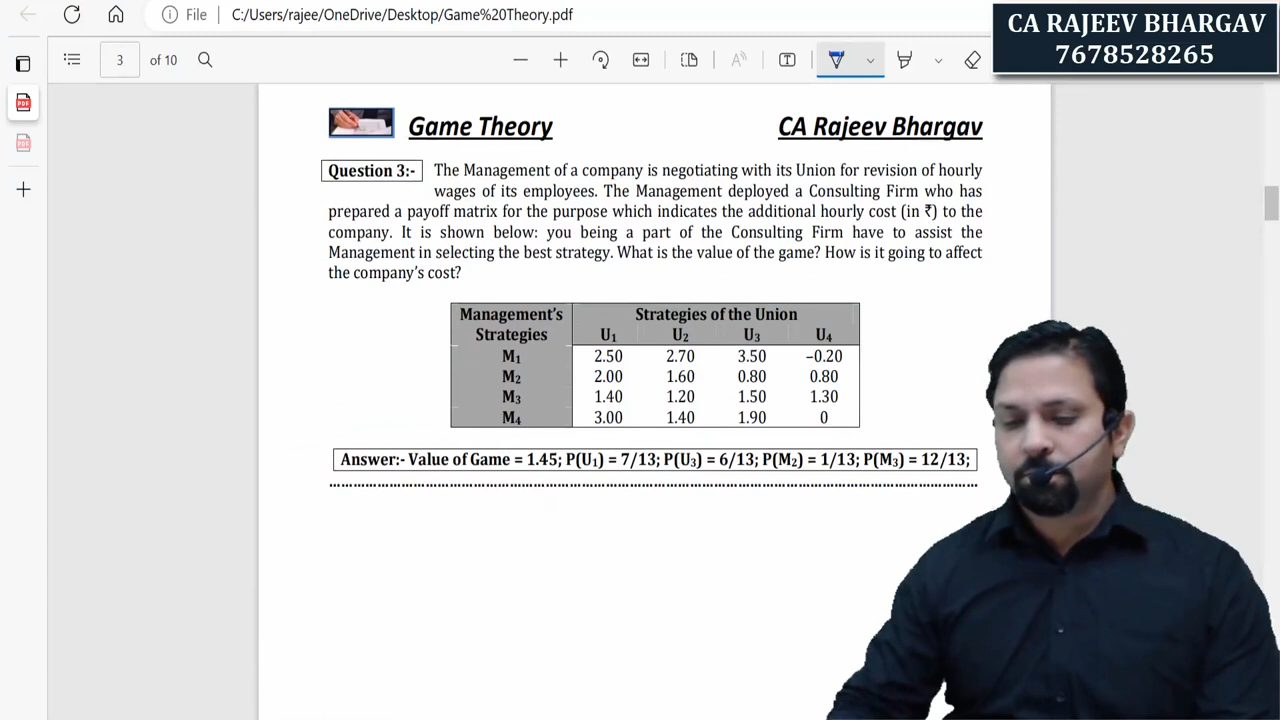 File
C:/Users/rajee/OneDrive/Desktop/Game%20Theory.pdf
CA RAJEEV BHARGAV
7678528265
3 of 10
Game Theory
CA Rajeev Bhargav
Question 3:- The Management of a company is negotiating with its Union for revision of hourly
wages of its employees. The Management deployed a Consulting Firm who has
prepared a payoff matrix for the purpose which indicates the additional hourly cost (in ₹) to the
company. It is shown below: you being a part of the Consulting Firm have to assist the
Management in selecting the best strategy. What is the value of the game? How is it going to affect
the company's cost?
Management's Strategies of the Union
Strategies U₁ U₂ U₃ U₄
M₁ 2.50 2.70 3.50 –0.20
M₂ 2.00 1.60 0.80 0.80
M₃ 1.40 1.20 1.50 1.30
M₄ 3.00 1.40 1.90 0
Answer:- Value of Game = 1.45; P(U₁) = 7/13; P(U₃) = 6/13; P(M₂) = 1/13; P(M₃) = 12/13;